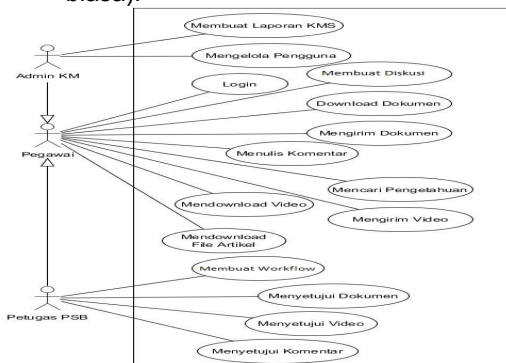 biasa).
Membuat Laporan KMS
Mengelola Pengguna
Admin KM
Login
Membuat Diskusi
Download Dokumen
Mengirim Dokumen
Pegawai
Menulis Komentar
Mencari Pengetahuan
Mendownload Video
Mengirim Video
Mendownload
File Artikel
Membuat Workflow
Menyetujui Dokumen
Petugas PSB
Menyetujui Video
Menyetujui Komentar